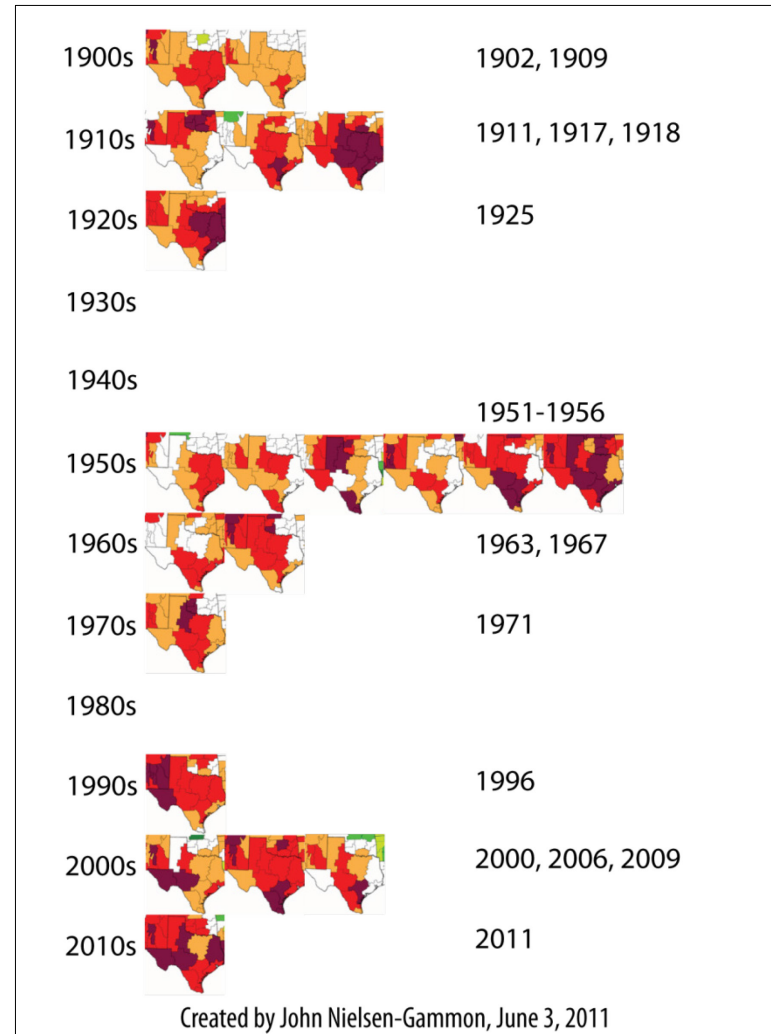 1900s 1902, 1909
1910s 1911, 1917, 1918
1920s 1925
1930s
1940s
1951-1956
1950s
1960s 1963, 1967
1970s 1971
1980s
1990s 1996
2000s 2000, 2006, 2009
2010s 2011
Created by John Nielsen-Gammon, June 3, 2011